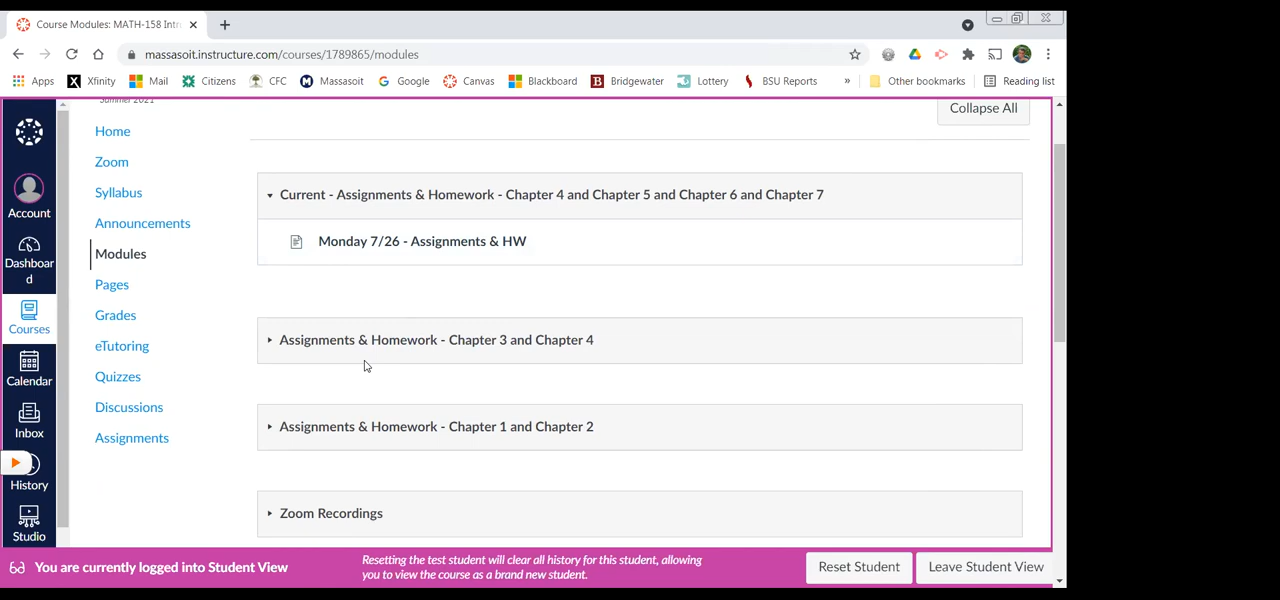 Course Modules: MATH-158 Intr
massasoit.instructure.com/courses/1789865/modules
Apps Xfinity Mail Citizens CFC Massasoit Google Canvas Blackboard Bridgewater Lottery BSU Reports » Other bookmarks Reading list
Summer 2021
Collapse All
Home
Zoom
Syllabus
Announcements
Modules
Pages
Grades
eTutoring
Quizzes
Discussions
Assignments
Account
Dashboar
d
Courses
Calendar
Inbox
History
Studio
Current - Assignments & Homework - Chapter 4 and Chapter 5 and Chapter 6 and Chapter 7
Monday 7/26 - Assignments & HW
Assignments & Homework - Chapter 3 and Chapter 4
Assignments & Homework - Chapter 1 and Chapter 2
Zoom Recordings
You are currently logged into Student View
Resetting the test student will clear all history for this student, allowing
you to view the course as a brand new student.
Reset Student
Leave Student View